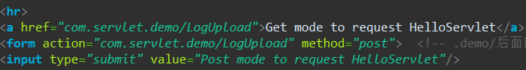 <hr>
<a href="com.servlet.demo/LogUpload">Get mode to request HelloServlet</a>
<form action="com.servlet.demo/LogUpload" method="post"> <!-- .demo/后面
<input type="submit" value="Post mode to request HelloServlet"/>